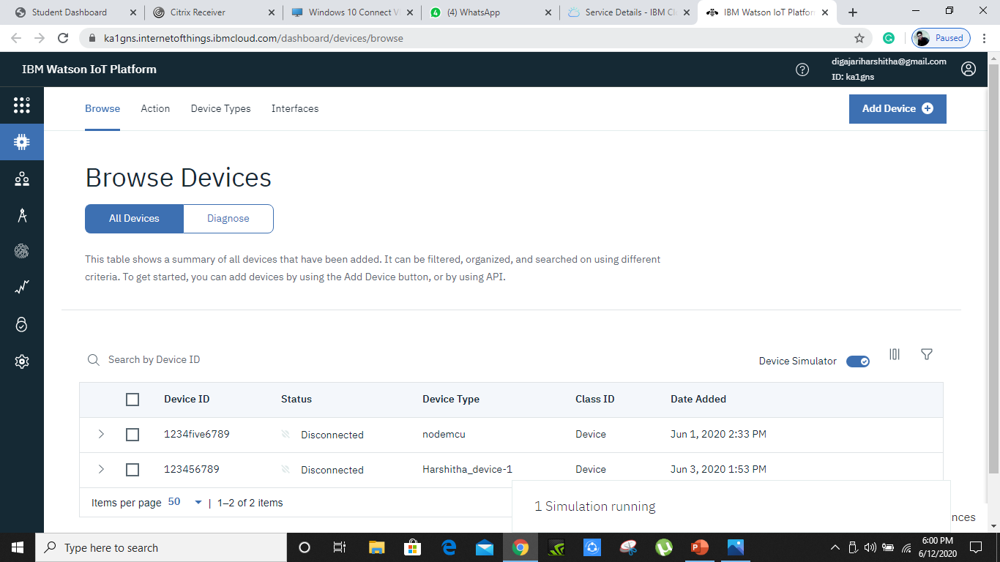 Student Dashboard
Citrix Receiver
Windows 10 Connect V
(4) WhatsApp
Service Details - IBM Cl
IBM Watson IoT Platfor
ka1gns.internetofthings.ibmcloud.com/dashboard/devices/browse
Paused
IBM Watson IoT Platform
digajariharshitha@gmail.com
ID: ka1gns
Browse
Action
Device Types
Interfaces
Add Device
Browse Devices
All Devices
Diagnose
This table shows a summary of all devices that have been added. It can be filtered, organized, and searched on using different
criteria. To get started, you can add devices by using the Add Device button, or by using API.
Search by Device ID
Device Simulator
Device ID Status Device Type Class ID Date Added
1234five6789 Disconnected nodemcu Device Jun 1, 2020 2:33 PM
123456789 Disconnected Harshitha_device-1 Device Jun 3, 2020 1:53 PM
Items per page 50 | 1–2 of 2 items
1 Simulation running
nces
Type here to search
6:00 PM
6/12/2020